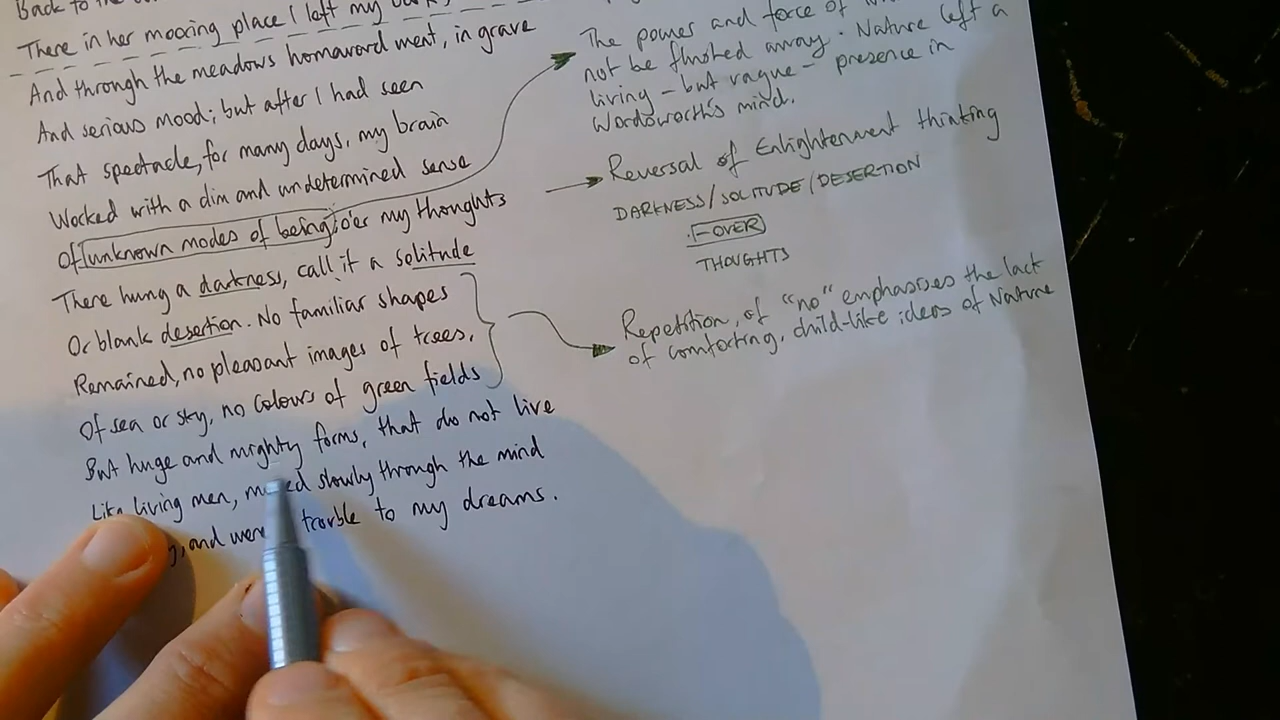 Back to the
There in her mooring place I left my
And through the meadows homeward went, in grave
And serious mood; but after I had seen
That spectacle, for many days, my brain
Worked with a dim and undetermined sense
Of unknown modes of being; o'er my thoughts
There hung a darkness, call it a solitude
Or blank desertion. No familiar shapes
Remained, no pleasant images of trees,
Of sea or sky, no colours of green fields
But huge and mighty forms, that do not live
Like living men, moved slowly through the mind
and were trouble to my dreams.
The power and force of
not be flushed away. Nature left a
living - but vague - presence in
Wordsworth's mind.
Reversal of Enlightenment thinking
DARKNESS/SOLITUDE/DESERTION
OVER
THOUGHTS
Repetition of "no" emphasises the lack
of comforting, child-like ideas of Nature